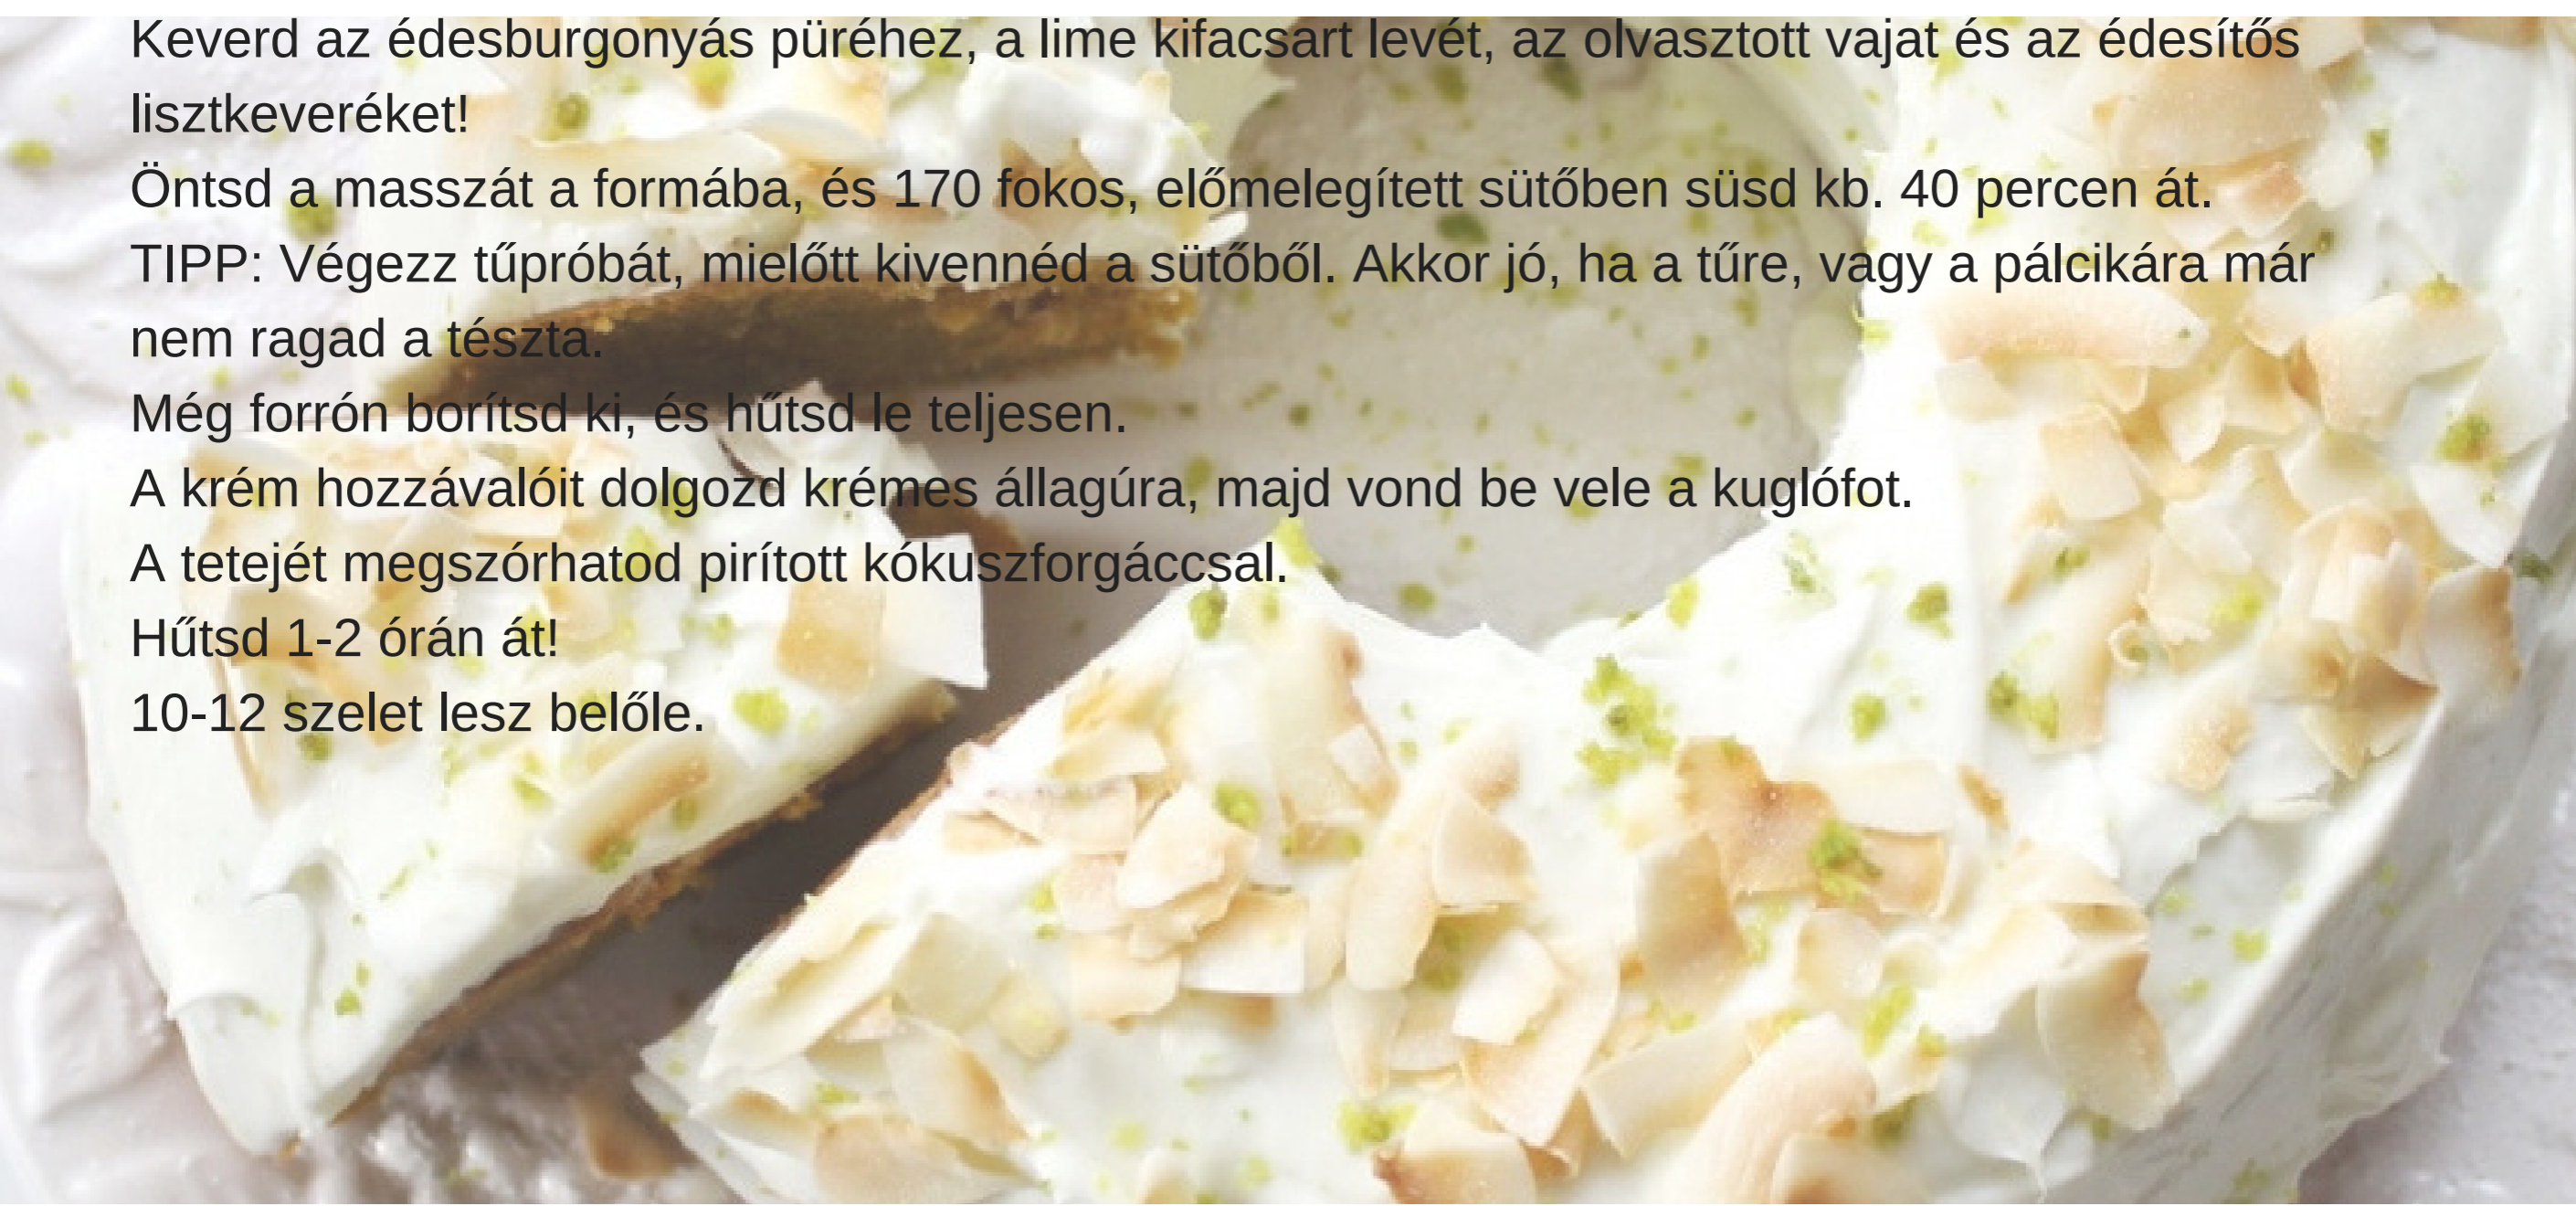 Keverd az édesburgonyás püréhez, a lime kifacsart levét, az olvasztott vajat és az édesítős
lisztkeveréket!
Öntsd a masszát a formába, és 170 fokos, előmelegített sütőben süsd kb. 40 percen át.
TIPP: Végezz tűpróbát, mielőtt kivennéd a sütőből. Akkor jó, ha a tűre, vagy a pálcikára már
nem ragad a tészta.
Még forrón borítsd ki, és hűtsd le teljesen.
A krém hozzávalóit dolgozd krémes állagúra, majd vond be vele a kuglófot.
A tetejét megszórhatod pirított kókuszforgáccsal.
Hűtsd 1-2 órán át!
10-12 szelet lesz belőle.